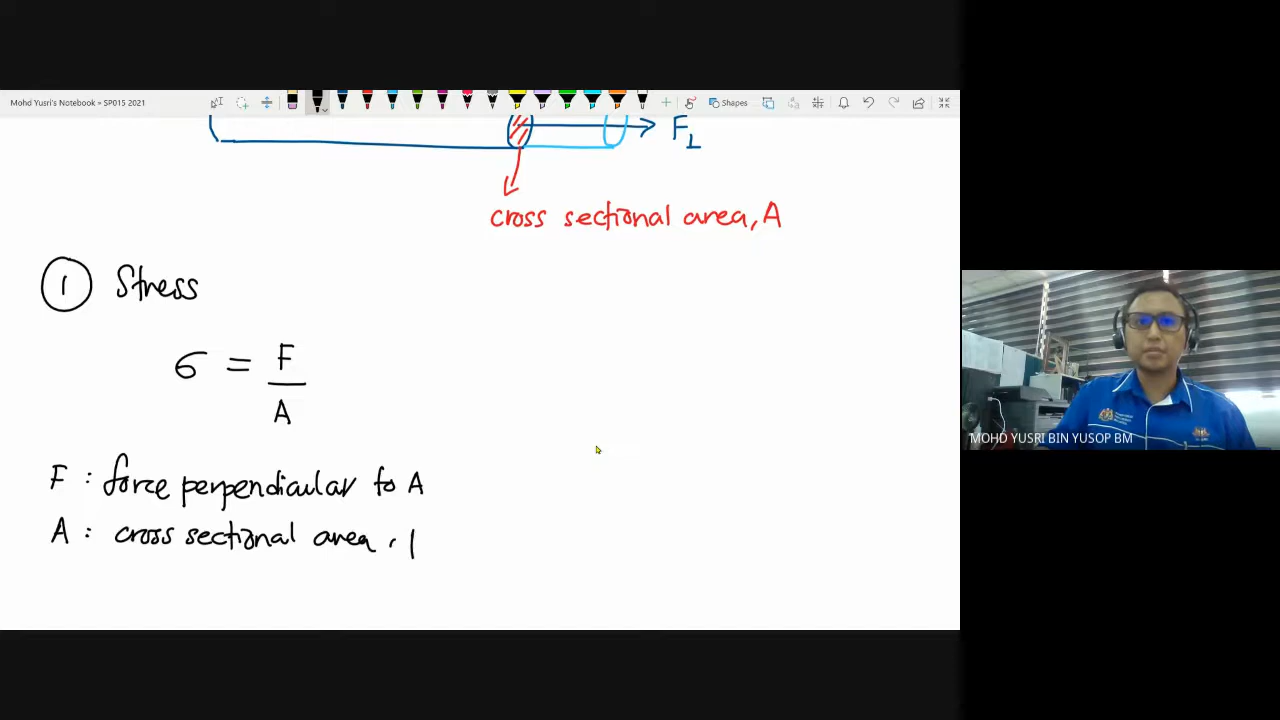 Mohd Yusri's Notebook » SP015 2021
Shapes
F⊥
cross sectional area, A
1 Stress
σ = F
A
F : force perpendicular to A
A : cross sectional area,
MOHD YUSRI BIN YUSOP BM